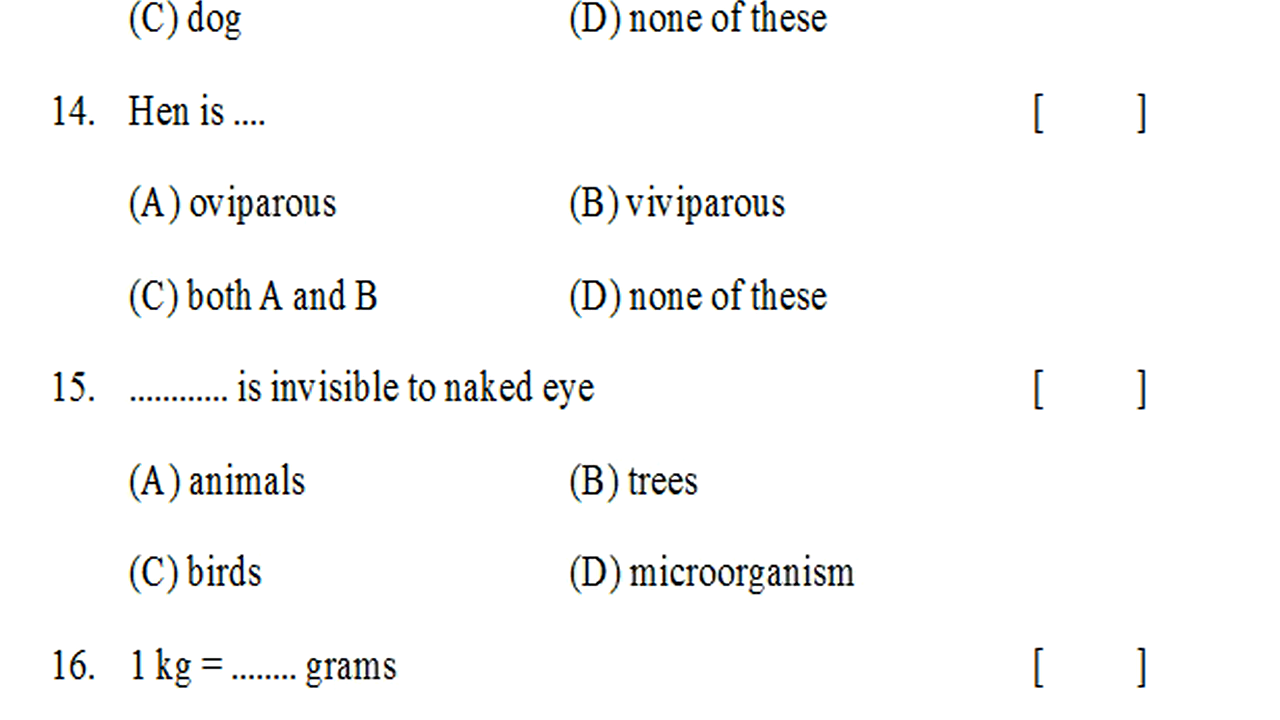 (C) dog (D) none of these
14. Hen is .... [ ]
(A) oviparous (B) viviparous
(C) both A and B (D) none of these
15. ............ is invisible to naked eye [ ]
(A) animals (B) trees
(C) birds (D) microorganism
16. 1 kg = ........ grams [ ]